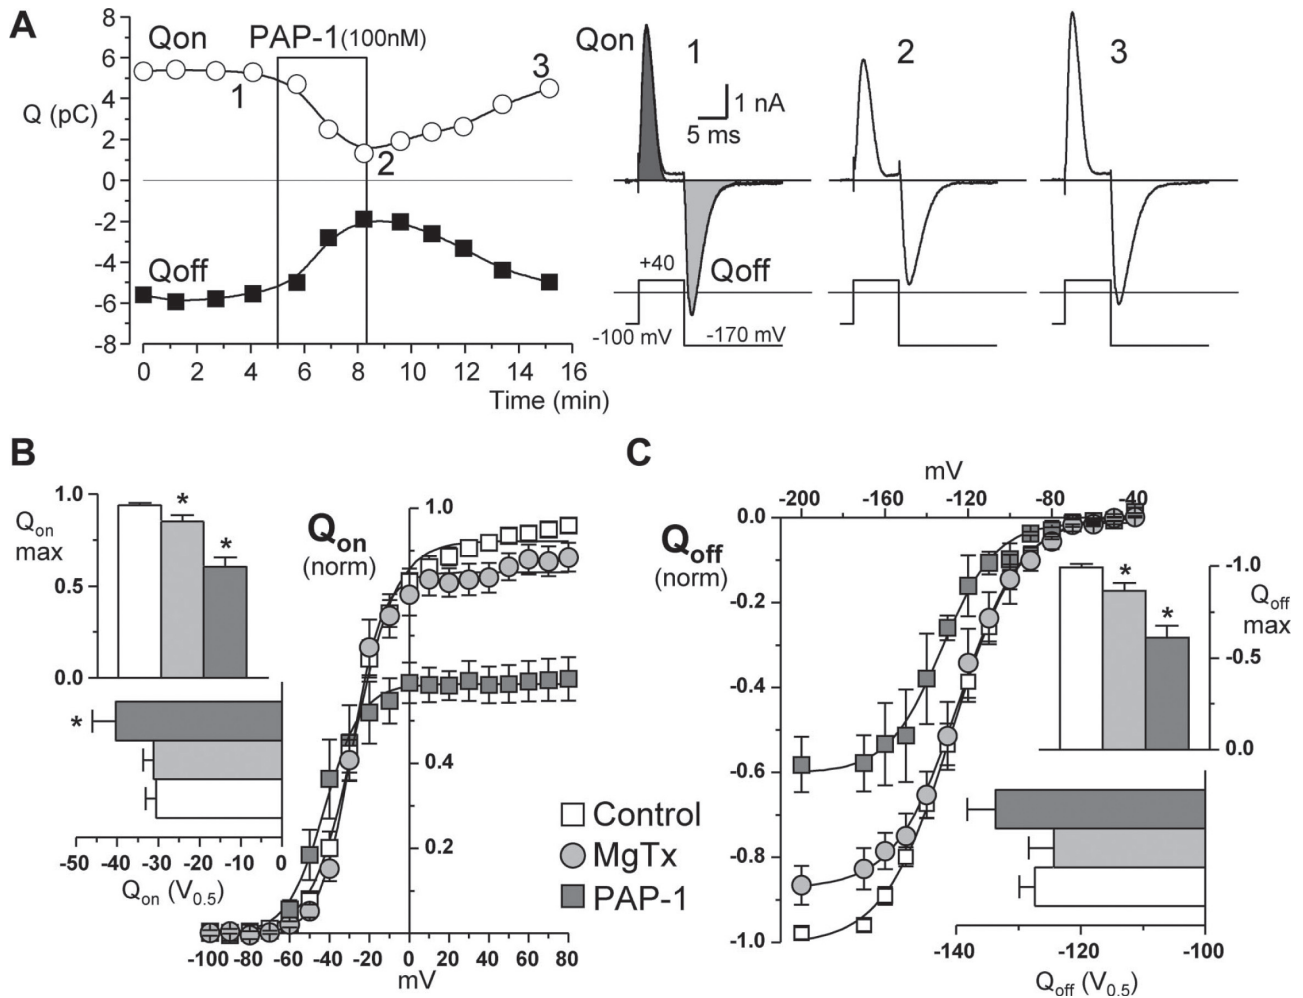 A
Qon
PAP-1(100nM)
Q (pC)
8
6
4
2
0
-2
-4
-6
-8
1
2
3
Qoff
0 2 4 6 8 10 12 14 16
Time (min)
Qon 1 2 3
1 nA
5 ms
+40
Qoff
-100 mV
-170 mV
B
1.0
0.5
0.0
Qon
max
*
*
*
-50 -40 -30 -20 -10 0
Qon (V0.5)
Qon
(norm)
1.0
0.4
0.2
-100 -80 -60 -40 -20 0 20 40 60 80
mV
Control
MgTx
PAP-1
C
mV
-200 -160 -120 -80 -40
Qoff
(norm)
0.0
-0.2
-0.4
-0.6
-0.8
-1.0
*
*
-1.0
-0.5
0.0
Qoff
max
-140 -120 -100
Qoff (V0.5)